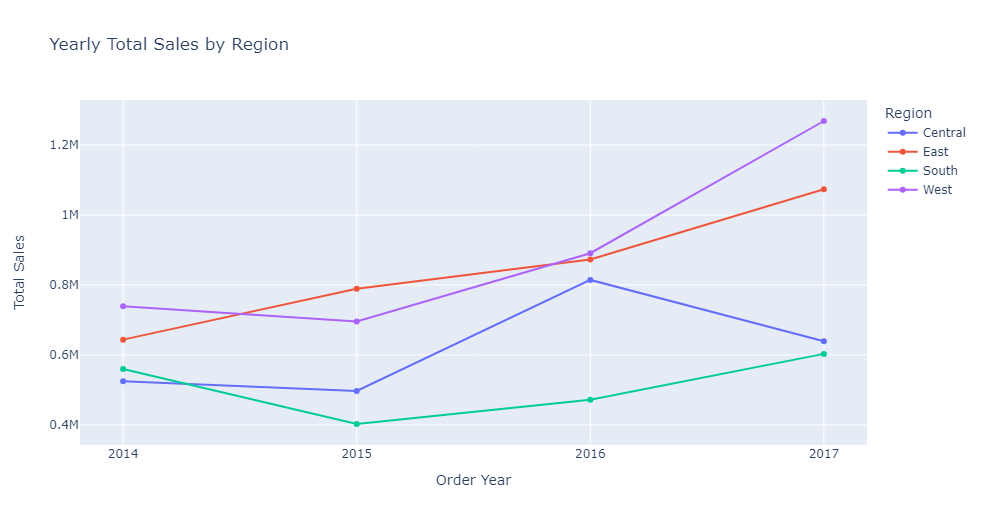 Yearly Total Sales by Region
Region
Central
East
South
West
1.2M
1M
0.8M
0.6M
0.4M
Total Sales
2014 2015 2016 2017
Order Year